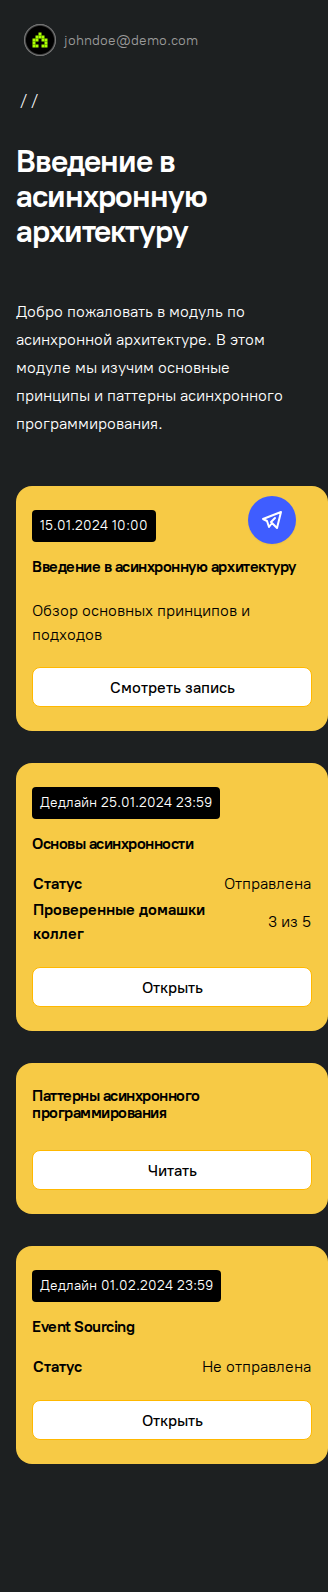 johndoe@demo.com
/ /
Введение в
асинхронную
архитектуру
Добро пожаловать в модуль по
асинхронной архитектуре. В этом
модуле мы изучим основные
принципы и паттерны асинхронного
программирования.
15.01.2024 10:00
Введение в асинхронную архитектуру
Обзор основных принципов и
подходов
Смотреть запись
Дедлайн 25.01.2024 23:59
Основы асинхронности
Статус Отправлена
Проверенные домашки
коллег 3 из 5
Открыть
Паттерны асинхронного
программирования
Читать
Дедлайн 01.02.2024 23:59
Event Sourcing
Статус Не отправлена
Открыть